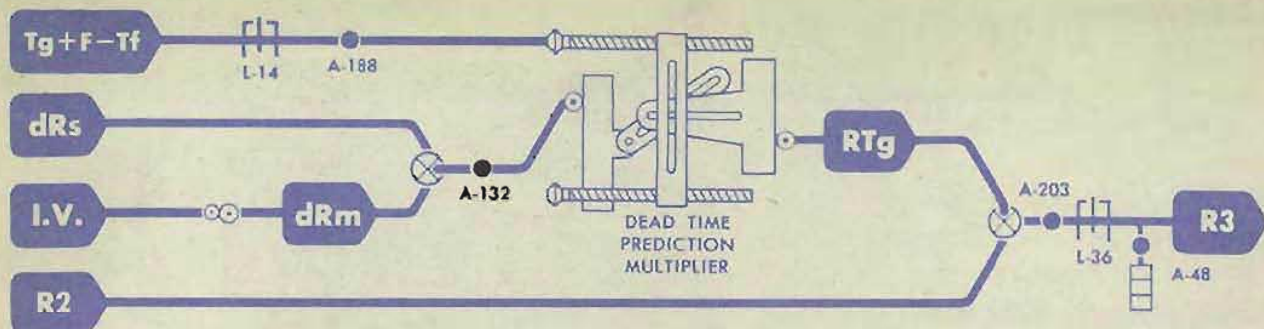 Tg+F-Tf
L-14
A-188
dRs
I.V.
dRm
A-132
R2
DEAD TIME
PREDICTION
MULTIPLIER
RTg
A-203
L-36
R3
A-48